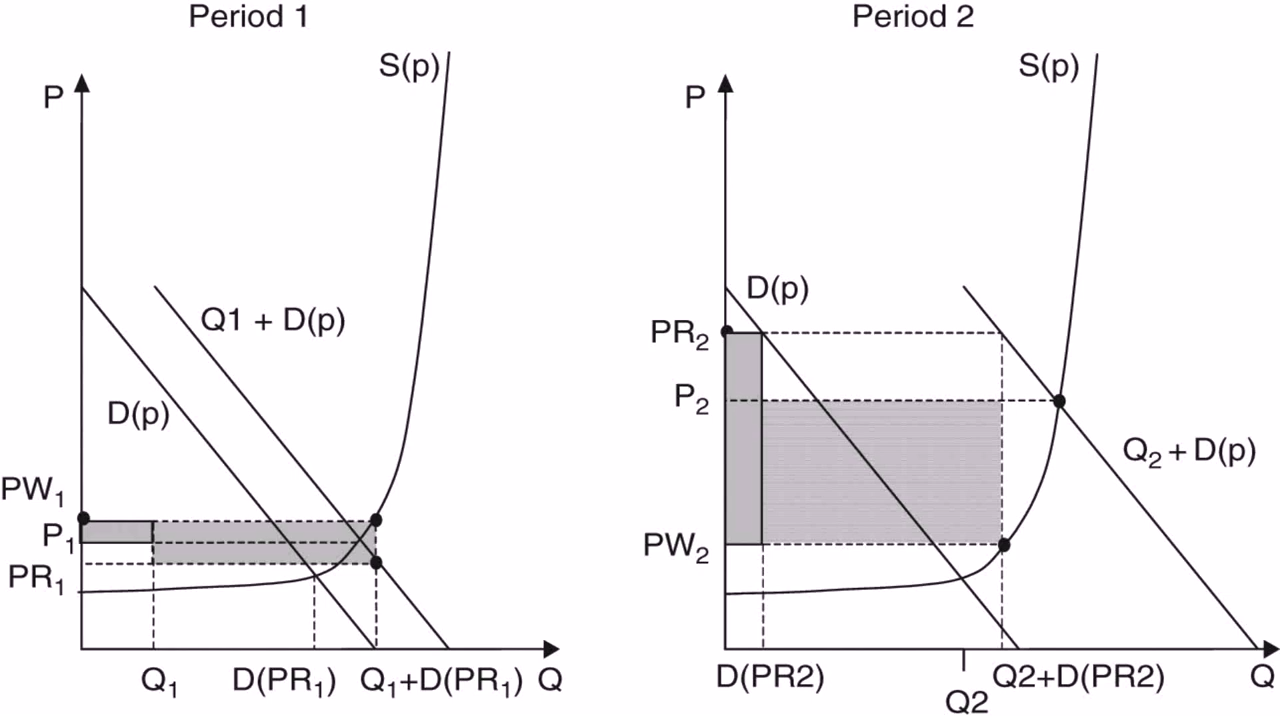 Period 1
S(p)
P
Q1 + D(p)
D(p)
PW₁
P₁
PR₁
Q₁
D(PR₁)
Q₁+D(PR₁)
Q
Period 2
S(p)
P
D(p)
PR₂
P₂
Q₂ + D(p)
PW₂
D(PR2)
Q2
Q2+D(PR2)
Q